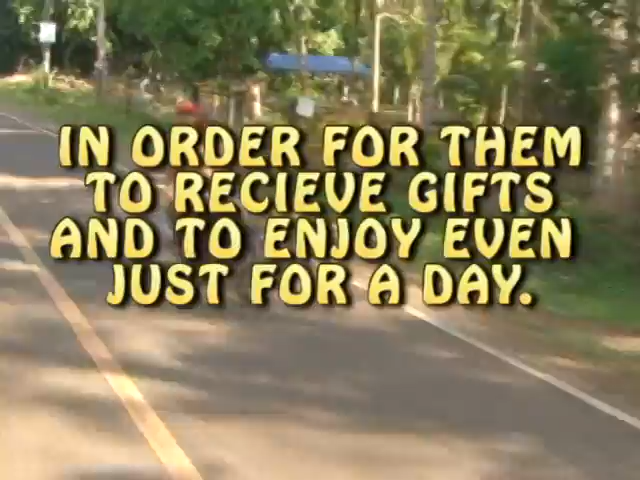 IN ORDER FOR THEM
TO RECIEVE GIFTS
AND TO ENJOY EVEN
JUST FOR A DAY.